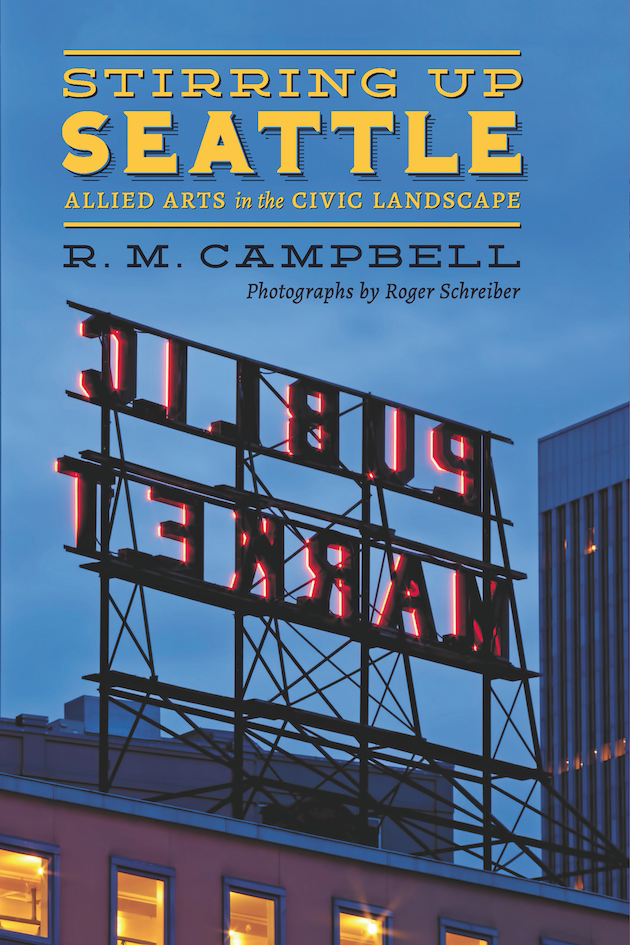 STIRRING UP
SEATTLE
ALLIED ARTS in the CIVIC LANDSCAPE
R. M. CAMPBELL
Photographs by Roger Schreiber
PUBLIC
MARKET